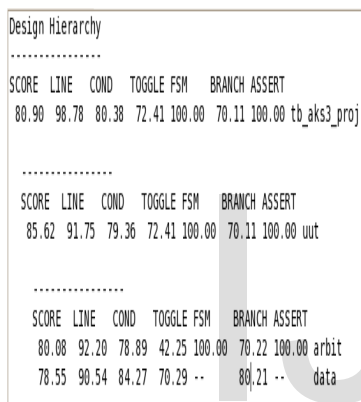 Design Hierarchy
----------------
SCORE LINE COND TOGGLE FSM BRANCH ASSERT
80.90 98.78 80.38 72.41 100.00 70.11 100.00 tb_aks3_proj
----------------
SCORE LINE COND TOGGLE FSM BRANCH ASSERT
85.62 91.75 79.36 72.41 100.00 70.11 100.00 uut
----------------
SCORE LINE COND TOGGLE FSM BRANCH ASSERT
80.08 92.20 78.89 42.25 100.00 70.22 100.00 arbit
78.55 90.54 84.27 70.29 -- 80.21 -- data